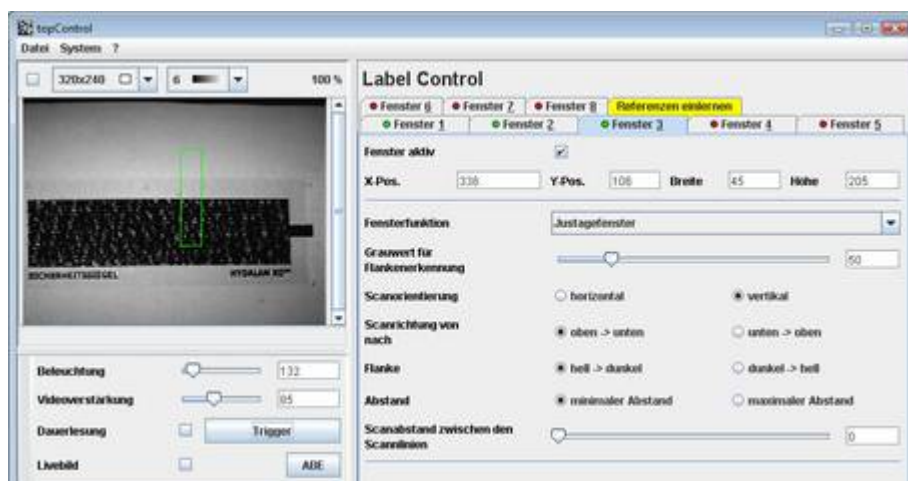 topControl
Datei System ?
320x240 6 100 %
SICHERHEITSSIEGEL HYDALAN
Beleuchtung 132
Videoverstärkung 85
Dauerlesung Trigger
Livebild ABE
Label Control
Fenster 6 Fenster 7 Fenster 8 Referenzen einlernen
Fenster 1 Fenster 2 Fenster 3 Fenster 4 Fenster 5
Fenster aktiv
X-Pos. 338 Y-Pos. 106 Breite 45 Höhe 205
Fensterfunktion Justagefenster
Grauwert für
Flankenerkennung 50
Scanorientierung horizontal vertikal
Scanrichtung von
nach oben -> unten unten -> oben
Flanke hell -> dunkel dunkel -> hell
Abstand minimaler Abstand maximaler Abstand
Scanabstand zwischen den
Scannlinien 0